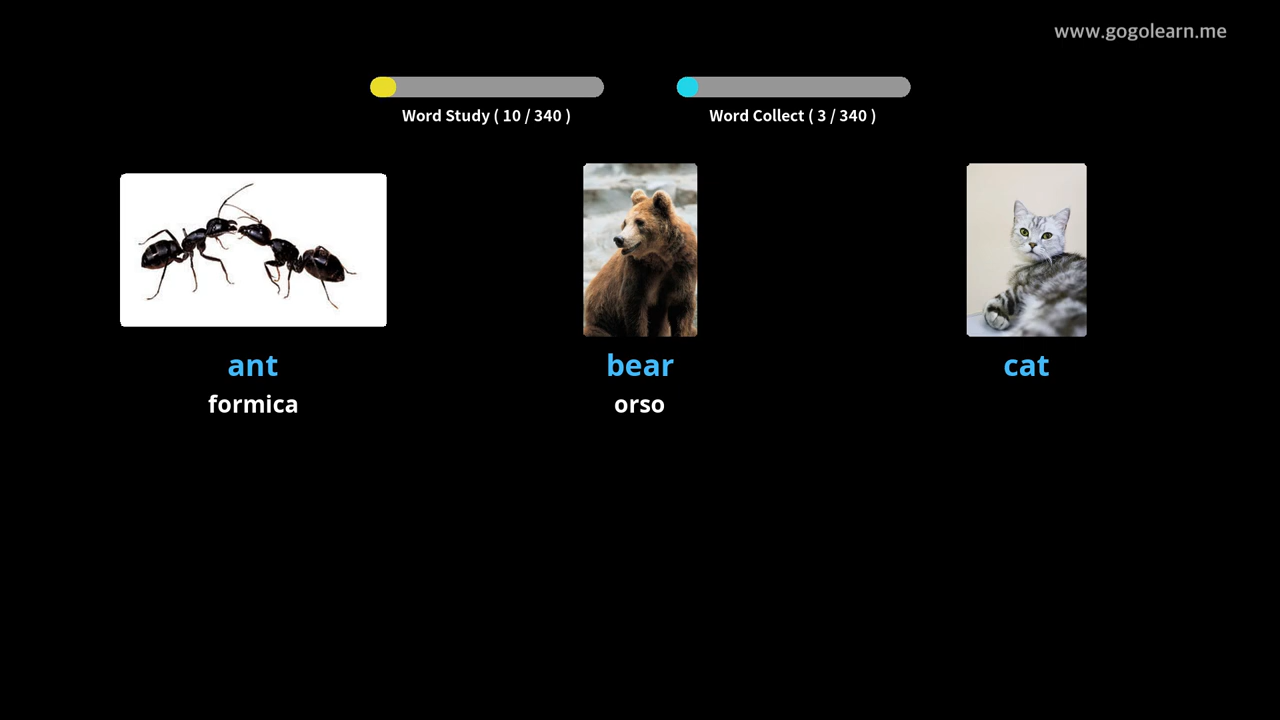 www.gogolearn.me
Word Study ( 10 / 340 )
Word Collect ( 3 / 340 )
ant
bear
cat
formica
orso